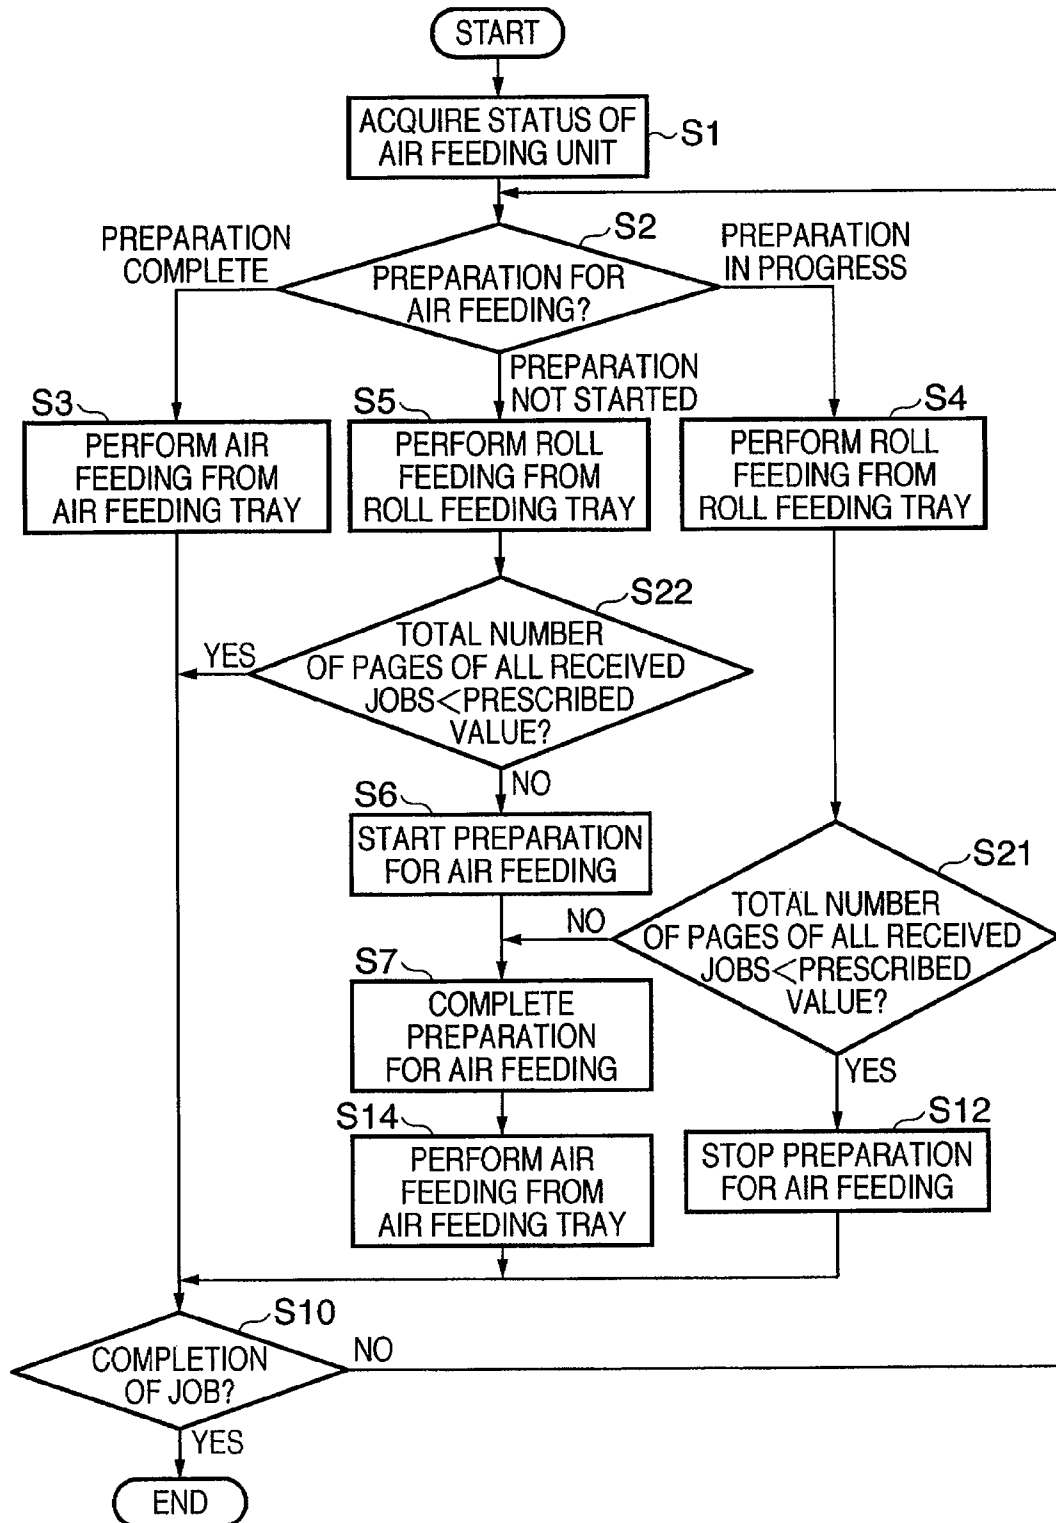 START
ACQUIRE STATUS OF
AIR FEEDING UNIT
S1
S2
PREPARATION
COMPLETE
PREPARATION FOR
AIR FEEDING?
PREPARATION
IN PROGRESS
PREPARATION
NOT STARTED
S3
PERFORM AIR
FEEDING FROM
AIR FEEDING TRAY
S5
PERFORM ROLL
FEEDING FROM
ROLL FEEDING TRAY
S4
PERFORM ROLL
FEEDING FROM
ROLL FEEDING TRAY
S22
YES
TOTAL NUMBER
OF PAGES OF ALL RECEIVED
JOBS<PRESCRIBED
VALUE?
NO
S6
START PREPARATION
FOR AIR FEEDING
S21
NO
TOTAL NUMBER
OF PAGES OF ALL RECEIVED
JOBS<PRESCRIBED
VALUE?
YES
S7
COMPLETE
PREPARATION
FOR AIR FEEDING
S14
PERFORM AIR
FEEDING FROM
AIR FEEDING TRAY
S12
STOP PREPARATION
FOR AIR FEEDING
S10
COMPLETION
OF JOB?
NO
YES
END